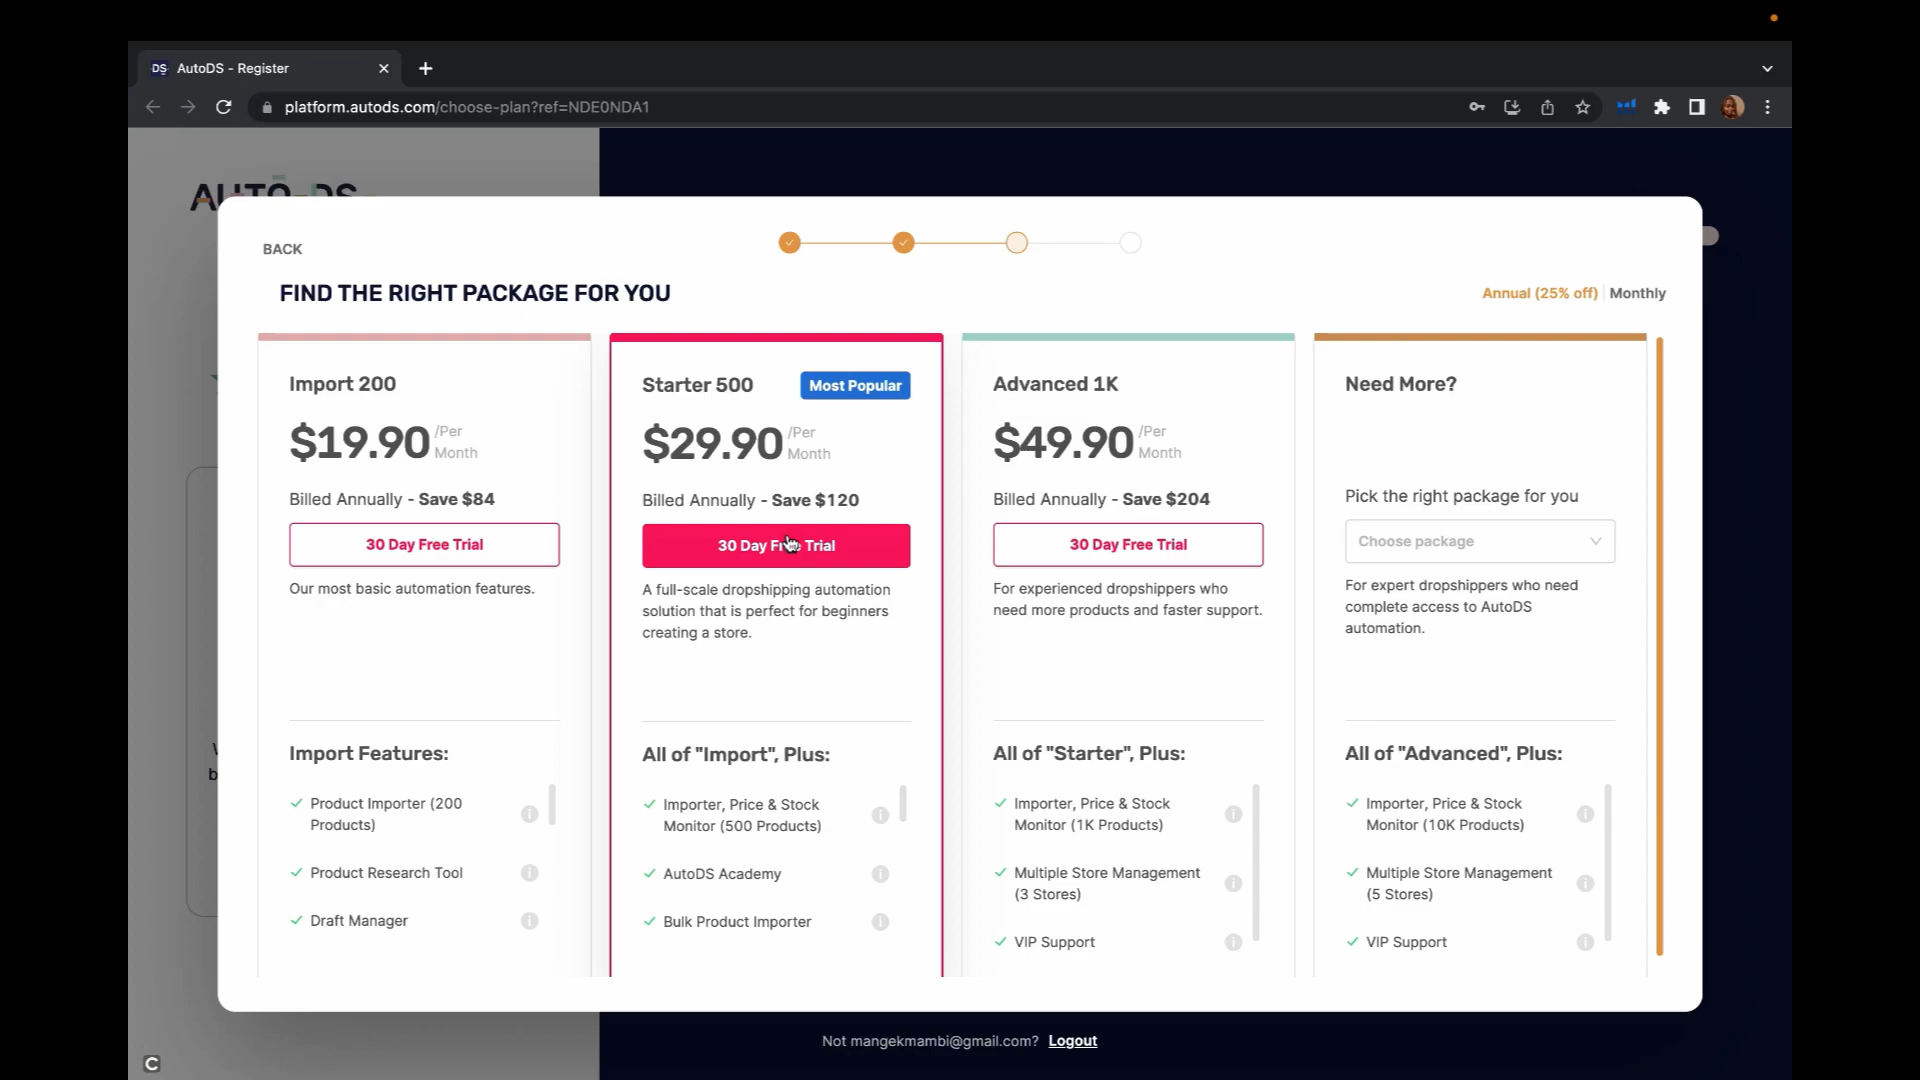 AutoDS - Register
platform.autods.com/choose-plan?ref=NDE0NDA1
AUTO-DS
BACK
FIND THE RIGHT PACKAGE FOR YOU
Annual (25% off) Monthly
Import 200
$19.90 /Per Month
Billed Annually - Save $84
30 Day Free Trial
Our most basic automation features.
Import Features:
Product Importer (200
Products)
Product Research Tool
Draft Manager
Starter 500
Most Popular
$29.90 /Per Month
Billed Annually - Save $120
30 Day Free Trial
A full-scale dropshipping automation
solution that is perfect for beginners
creating a store.
All of "Import", Plus:
Importer, Price & Stock
Monitor (500 Products)
AutoDS Academy
Bulk Product Importer
Advanced 1K
$49.90 /Per Month
Billed Annually - Save $204
30 Day Free Trial
For experienced dropshippers who
need more products and faster support.
All of "Starter", Plus:
Importer, Price & Stock
Monitor (1K Products)
Multiple Store Management
(3 Stores)
VIP Support
Need More?
Pick the right package for you
Choose package
For expert dropshippers who need
complete access to AutoDS
automation.
All of "Advanced", Plus:
Importer, Price & Stock
Monitor (10K Products)
Multiple Store Management
(5 Stores)
VIP Support
Not mangekmambi@gmail.com? Logout